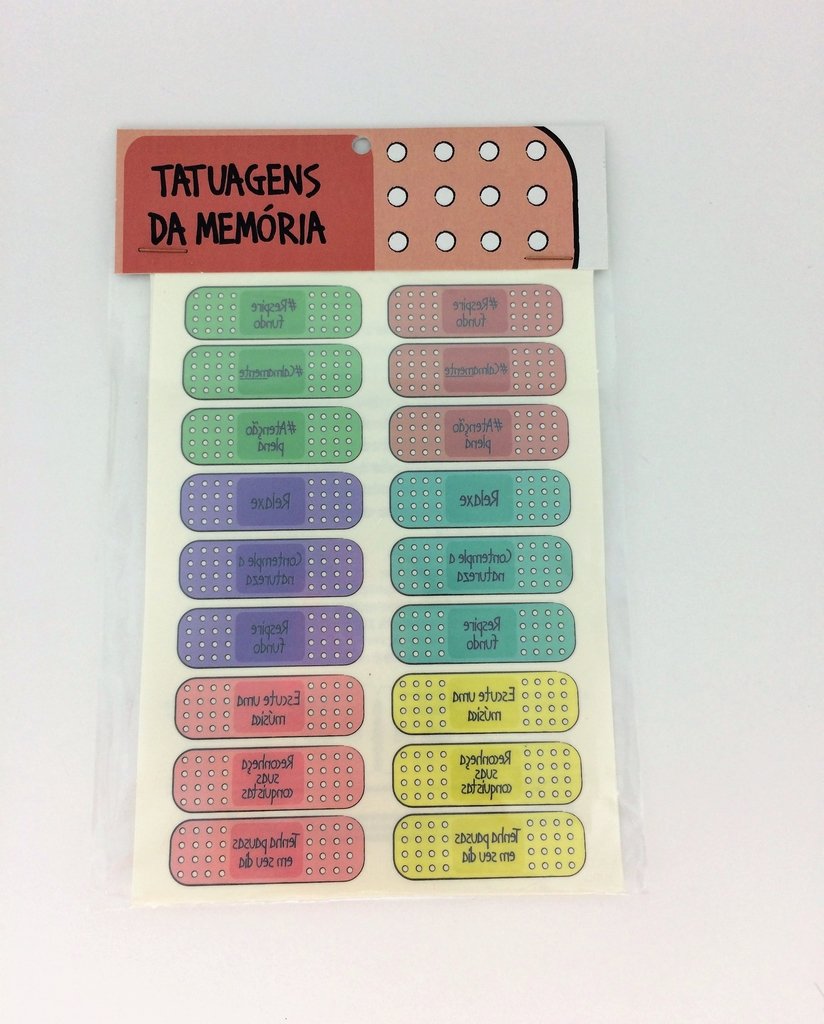 TATUAGENS
DA MEMÓRIA
#Respire
fundo
#Respire
fundo
#Calmamente
#Calmamente
#Atenção
plena
#Atenção
plena
Relaxe
Relaxe
Contemple a
natureza
Contemple a
natureza
Respire
fundo
Respire
fundo
Escute uma
música
Escute uma
música
Reconheça
suas
conquistas
Reconheça
suas
conquistas
Tenha pausas
em seu dia
Tenha pausas
em seu dia